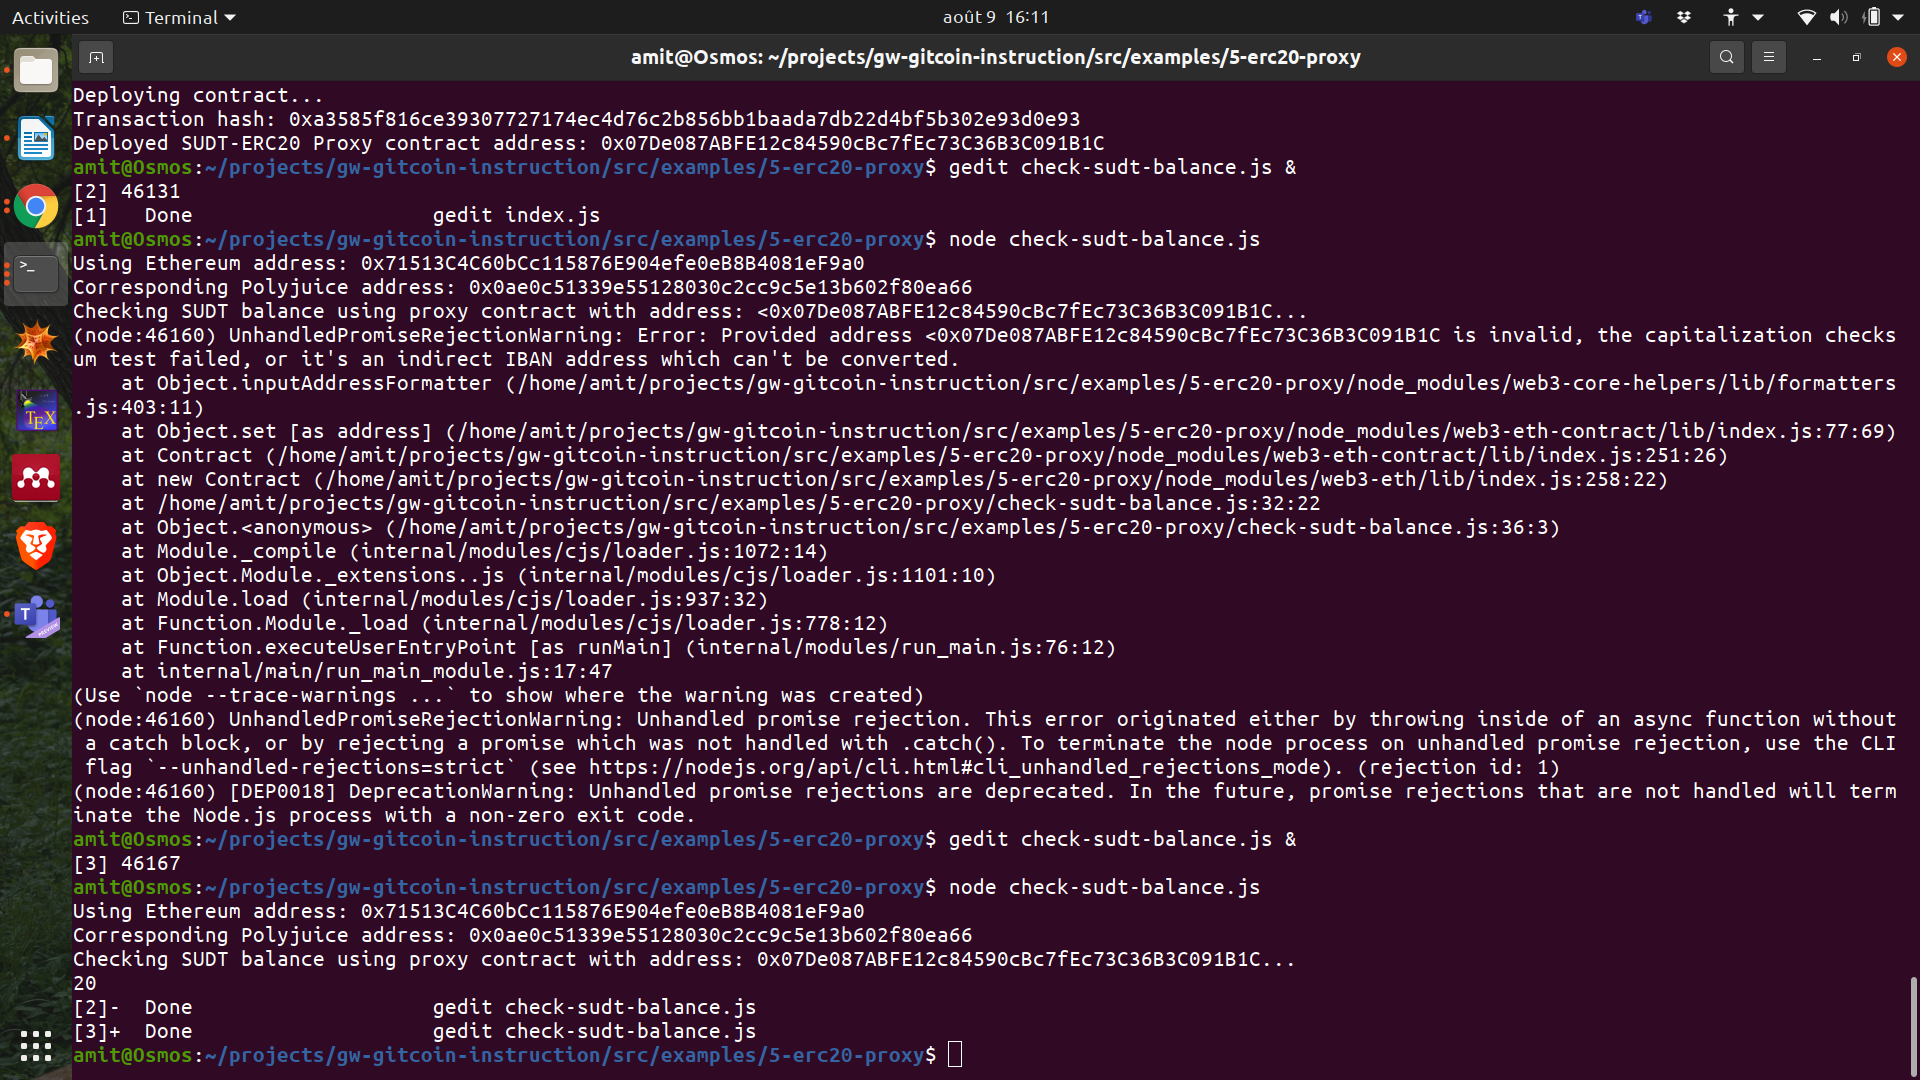 Activities
Terminal
août 9 16:11
amit@Osmos: ~/projects/gw-gitcoin-instruction/src/examples/5-erc20-proxy
Deploying contract...
Transaction hash: 0xa3585f816ce39307727174ec4d76c2b856bb1baada7db22d4bf5b302e93d0e93
Deployed SUDT-ERC20 Proxy contract address: 0x07De087ABFE12c84590cBc7fEc73C36B3C091B1C
amit@Osmos:~/projects/gw-gitcoin-instruction/src/examples/5-erc20-proxy$ gedit check-sudt-balance.js &
[2] 46131
[1]   Done                    gedit index.js
amit@Osmos:~/projects/gw-gitcoin-instruction/src/examples/5-erc20-proxy$ node check-sudt-balance.js
Using Ethereum address: 0x71513C4C60bCc115876E904efe0eB8B4081eF9a0
Corresponding Polyjuice address: 0x0ae0c51339e55128030c2cc9c5e13b602f80ea66
Checking SUDT balance using proxy contract with address: <0x07De087ABFE12c84590cBc7fEc73C36B3C091B1C...
(node:46160) UnhandledPromiseRejectionWarning: Error: Provided address <0x07De087ABFE12c84590cBc7fEc73C36B3C091B1C is invalid, the capitalization checks
um test failed, or it's an indirect IBAN address which can't be converted.
    at Object.inputAddressFormatter (/home/amit/projects/gw-gitcoin-instruction/src/examples/5-erc20-proxy/node_modules/web3-core-helpers/lib/formatters
.js:403:11)
    at Object.set [as address] (/home/amit/projects/gw-gitcoin-instruction/src/examples/5-erc20-proxy/node_modules/web3-eth-contract/lib/index.js:77:69)
    at Contract (/home/amit/projects/gw-gitcoin-instruction/src/examples/5-erc20-proxy/node_modules/web3-eth-contract/lib/index.js:251:26)
    at new Contract (/home/amit/projects/gw-gitcoin-instruction/src/examples/5-erc20-proxy/node_modules/web3-eth/lib/index.js:258:22)
    at /home/amit/projects/gw-gitcoin-instruction/src/examples/5-erc20-proxy/check-sudt-balance.js:32:22
    at Object.<anonymous> (/home/amit/projects/gw-gitcoin-instruction/src/examples/5-erc20-proxy/check-sudt-balance.js:36:3)
    at Module._compile (internal/modules/cjs/loader.js:1072:14)
    at Object.Module._extensions..js (internal/modules/cjs/loader.js:1101:10)
    at Module.load (internal/modules/cjs/loader.js:937:32)
    at Function.Module._load (internal/modules/cjs/loader.js:778:12)
    at Function.executeUserEntryPoint [as runMain] (internal/modules/run_main.js:76:12)
    at internal/main/run_main_module.js:17:47
(Use `node --trace-warnings ...` to show where the warning was created)
(node:46160) UnhandledPromiseRejectionWarning: Unhandled promise rejection. This error originated either by throwing inside of an async function without
 a catch block, or by rejecting a promise which was not handled with .catch(). To terminate the node process on unhandled promise rejection, use the CLI
 flag `--unhandled-rejections=strict` (see https://nodejs.org/api/cli.html#cli_unhandled_rejections_mode). (rejection id: 1)
(node:46160) [DEP0018] DeprecationWarning: Unhandled promise rejections are deprecated. In the future, promise rejections that are not handled will term
inate the Node.js process with a non-zero exit code.
amit@Osmos:~/projects/gw-gitcoin-instruction/src/examples/5-erc20-proxy$ gedit check-sudt-balance.js &
[3] 46167
amit@Osmos:~/projects/gw-gitcoin-instruction/src/examples/5-erc20-proxy$ node check-sudt-balance.js
Using Ethereum address: 0x71513C4C60bCc115876E904efe0eB8B4081eF9a0
Corresponding Polyjuice address: 0x0ae0c51339e55128030c2cc9c5e13b602f80ea66
Checking SUDT balance using proxy contract with address: 0x07De087ABFE12c84590cBc7fEc73C36B3C091B1C...
20
[2]-  Done                    gedit check-sudt-balance.js
[3]+  Done                    gedit check-sudt-balance.js
amit@Osmos:~/projects/gw-gitcoin-instruction/src/examples/5-erc20-proxy$